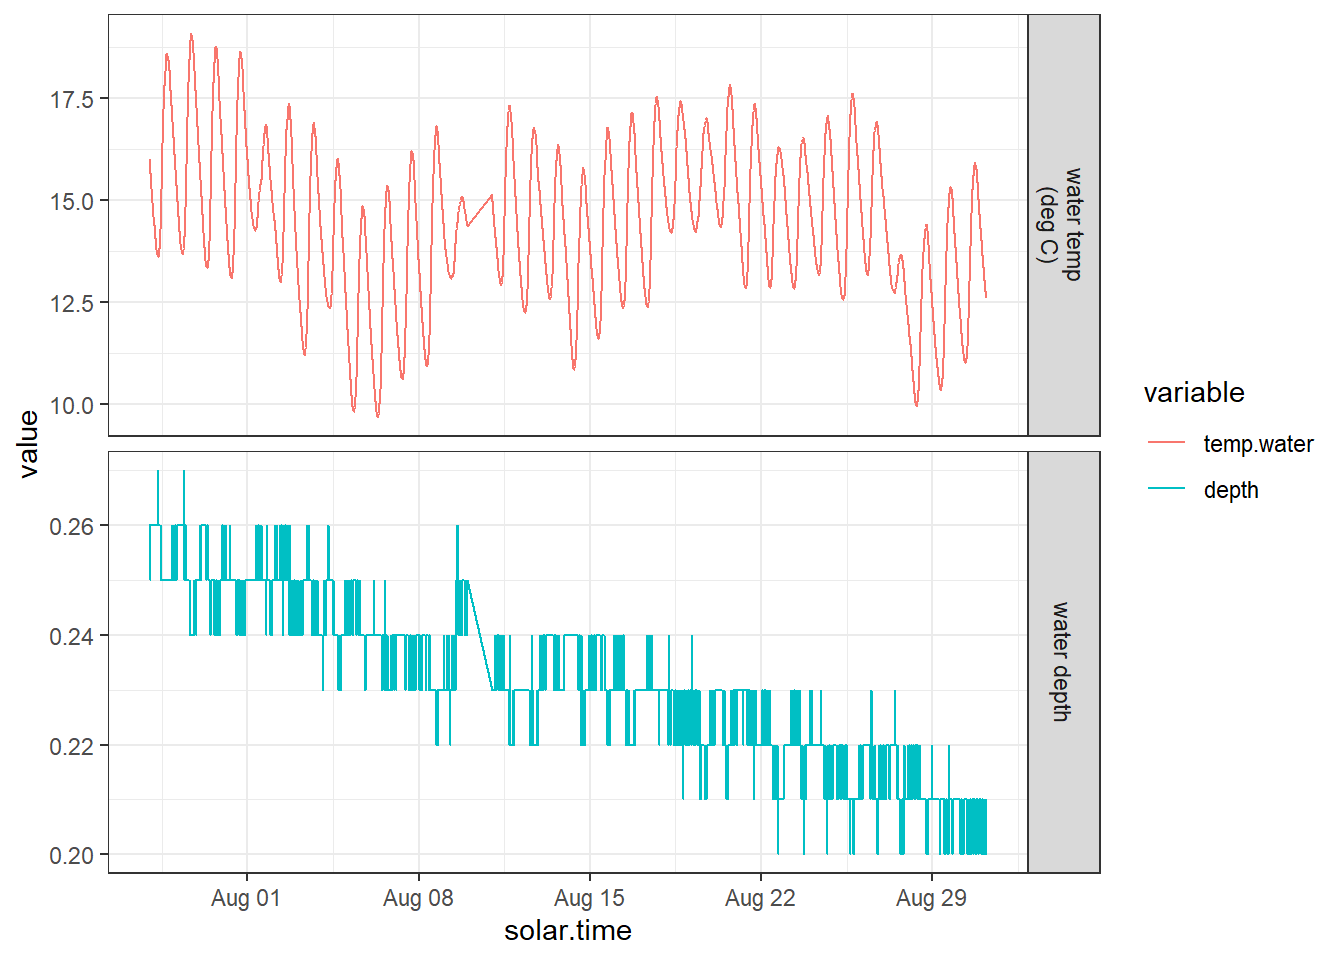 value
17.5
15.0
12.5
10.0
water temp
(deg C)
0.26
0.24
0.22
0.20
water depth
Aug 01
Aug 08
Aug 15
Aug 22
Aug 29
solar.time
variable
temp.water
depth